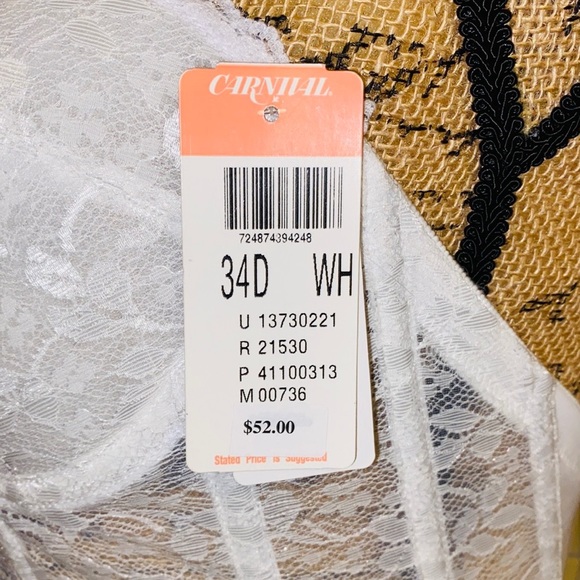 CARNIVAL
724874394248
34D WH
U 13730221
R 21530
P 41100313
M 00736
$52.00
Stated Price is Suggested